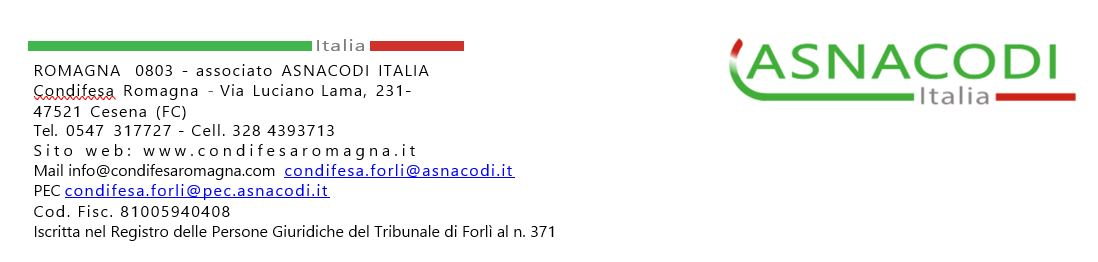 Italia
ROMAGNA 0803 - associato ASNACODI ITALIA
Condifesa Romagna - Via Luciano Lama, 231-
47521 Cesena (FC)
Tel. 0547 317727 - Cell. 328 4393713
Sito web: www.condifesaromagna.it
Mail info@condifesaromagna.com condifesa.forli@asnacodi.it
PEC condifesa.forli@pec.asnacodi.it
Cod. Fisc. 81005940408
Iscritta nel Registro delle Persone Giuridiche del Tribunale di Forlì al n. 371
ASNACODI
Italia